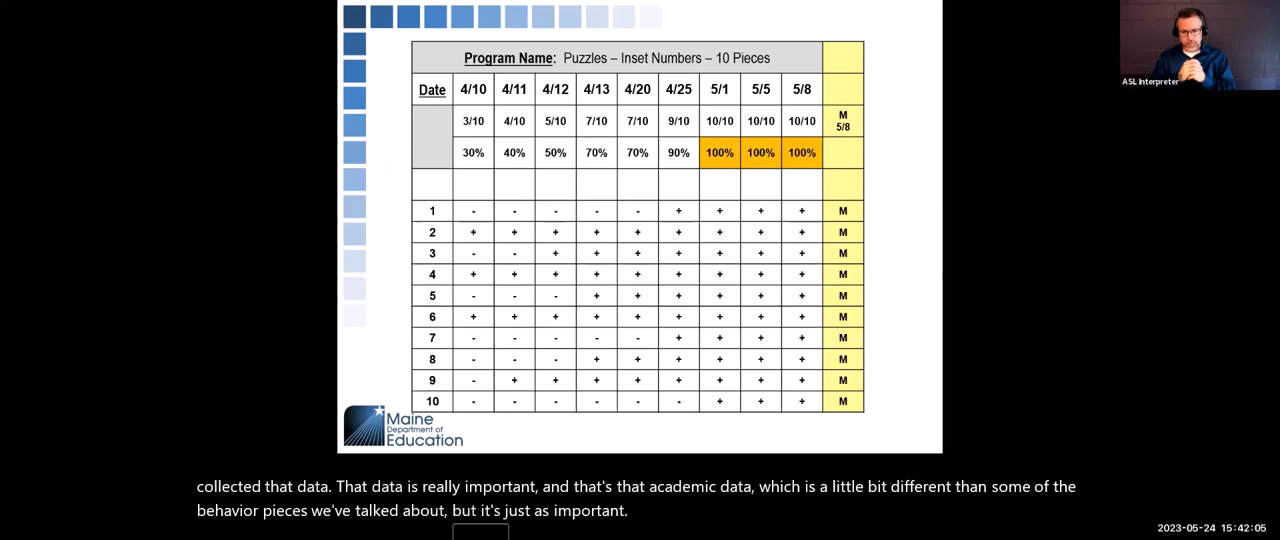 Program Name: Puzzles – Inset Numbers – 10 Pieces
Date 4/10 4/11 4/12 4/13 4/20 4/25 5/1 5/5 5/8
3/10 4/10 5/10 7/10 7/10 9/10 10/10 10/10 10/10 M 5/8
30% 40% 50% 70% 70% 90% 100% 100% 100%
1 - - - - - + + + + M
2 + + + + + + + + + M
3 - - + + + + + + + M
4 + + + + + + + + + M
5 - - - + + + + + + M
6 + + + + + + + + + M
7 - - - - - + + + + M
8 - - - + + + + + + M
9 - + + + + + + + + M
10 - - - - - - + + + M
Maine
Department of
Education
ASL Interpreter
collected that data. That data is really important, and that's that academic data, which is a little bit different than some of the
behavior pieces we've talked about, but it's just as important.
2023-05-24 15:42:05